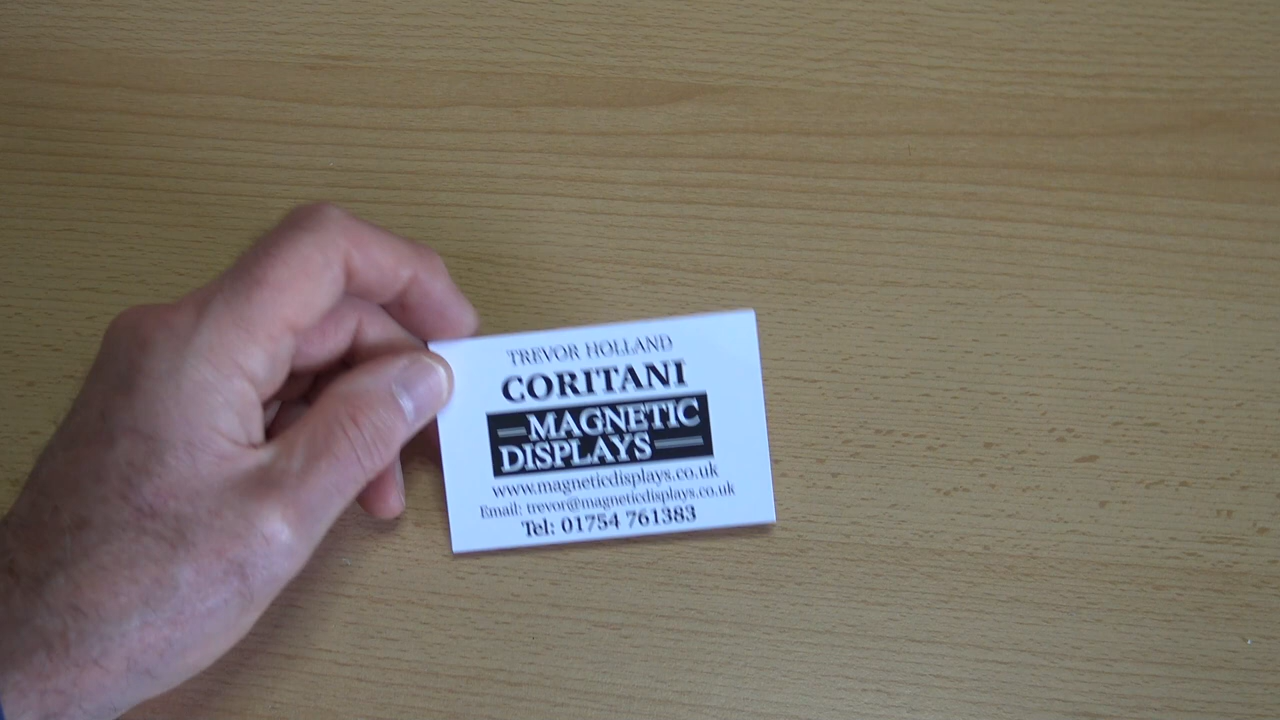 TREVOR HOLLAND
CORITANI
MAGNETIC
DISPLAYS
www.magneticdisplays.co.uk
Email: trevor@magneticdisplays.co.uk
Tel: 01754 761383